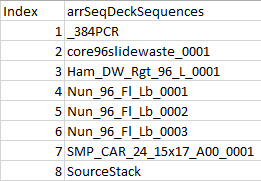 Index arrSeqDeckSequences
1 _384PCR
2 core96slidewaste_0001
3 Ham_DW_Rgt_96_L_0001
4 Nun_96_Fl_Lb_0001
5 Nun_96_Fl_Lb_0002
6 Nun_96_Fl_Lb_0003
7 SMP_CAR_24_15x17_A00_0001
8 SourceStack